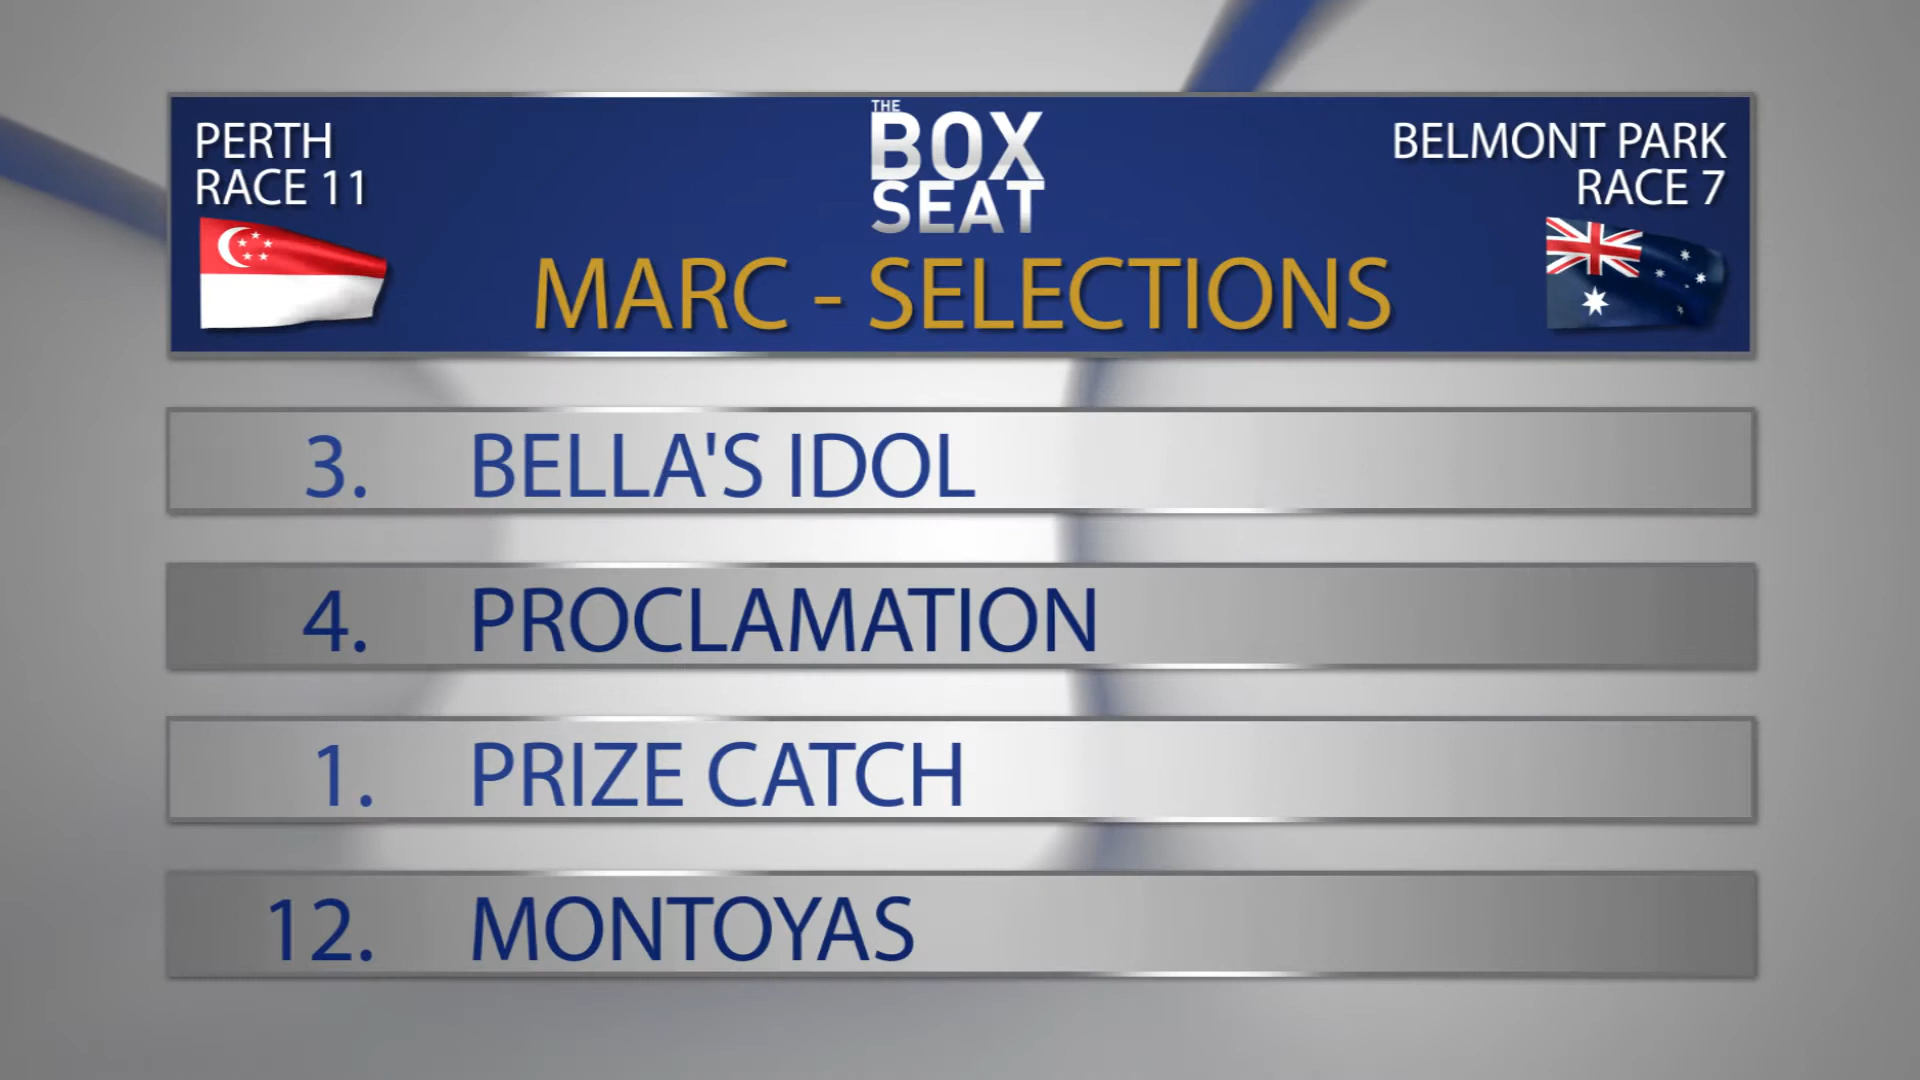 PERTH
RACE 11
THE
BOX
SEAT
BELMONT PARK
RACE 7
MARC - SELECTIONS
3. BELLA'S IDOL
4. PROCLAMATION
1. PRIZE CATCH
12. MONTOYAS